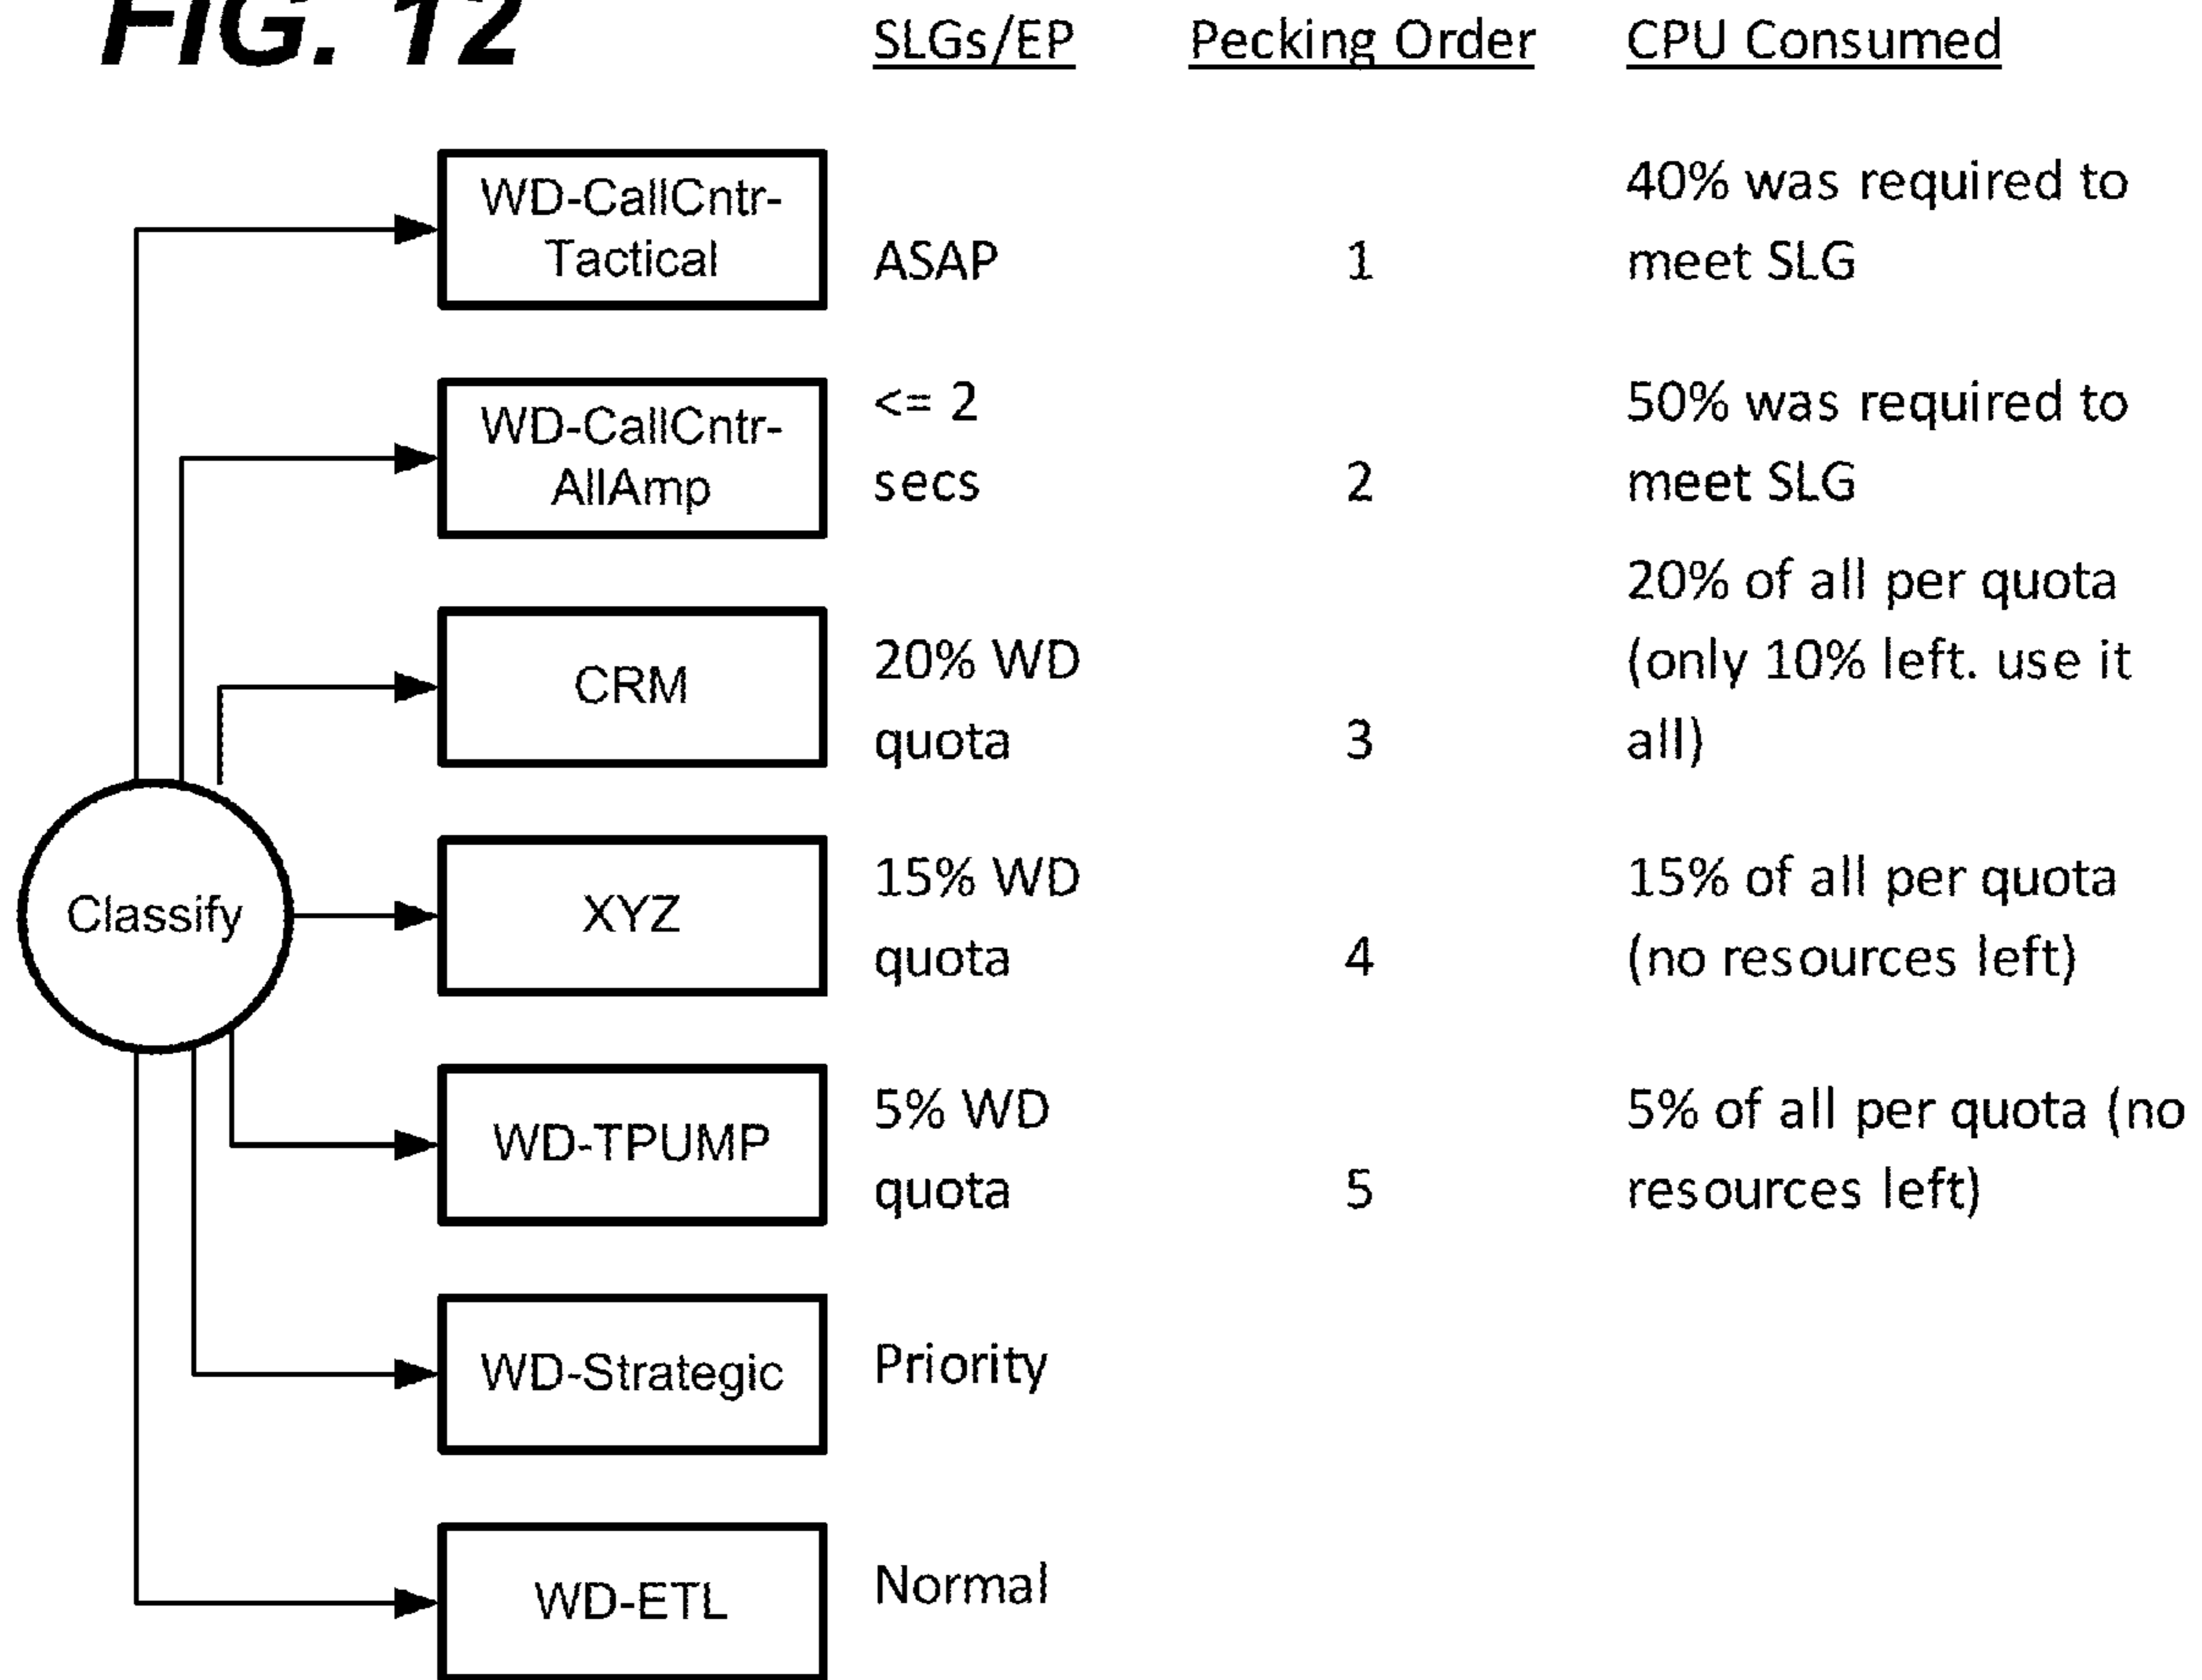 FIG. 12
SLGs/EP Pecking Order CPU Consumed
WD-CallCntr-
Tactical
ASAP 1
40% was required to
meet SLG
WD-CallCntr-
AllAmp
<= 2
secs
2
50% was required to
meet SLG
CRM
20% WD
quota
3
20% of all per quota
(only 10% left. use it
all)
Classify
XYZ
15% WD
quota
4
15% of all per quota
(no resources left)
WD-TPUMP
5% WD
quota
5
5% of all per quota (no
resources left)
WD-Strategic
Priority
WD-ETL
Normal